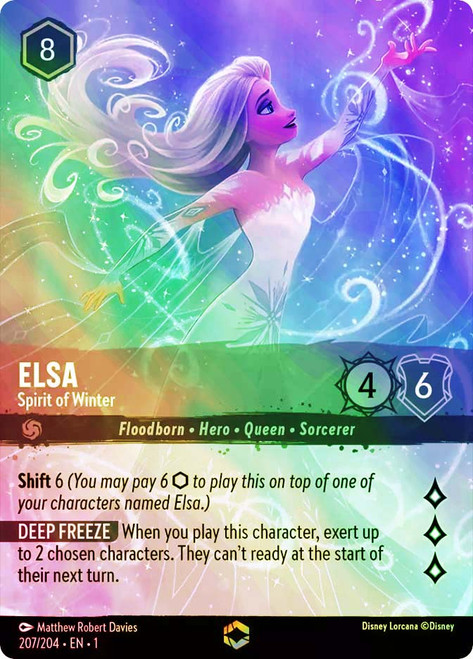 8
ELSA
Spirit of Winter
4
6
Floodborn • Hero • Queen • Sorcerer
Shift 6 (You may pay 6 ⬡ to play this on top of one of
your characters named Elsa.)
DEEP FREEZE When you play this character, exert up
to 2 chosen characters. They can't ready at the start of
their next turn.
Matthew Robert Davies
Disney Lorcana ©Disney
207/204 • EN • 1